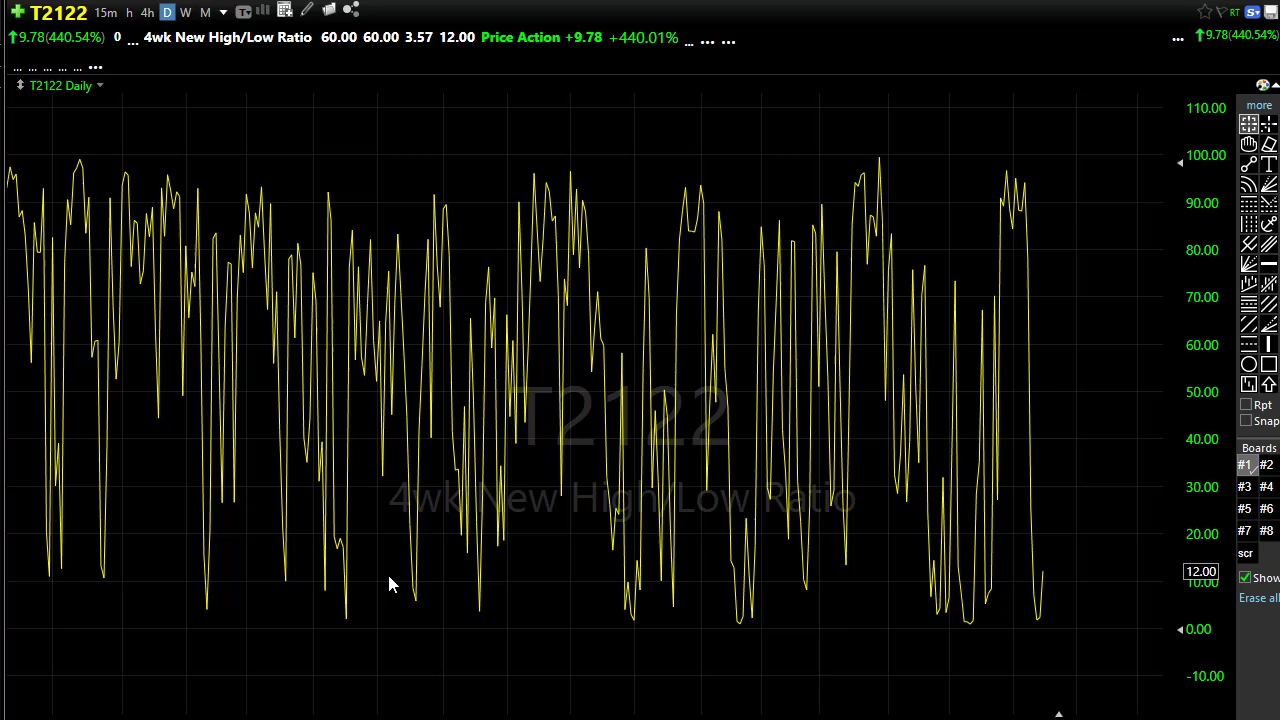 T2122 15m h 4h D W M T RT S
9.78(440.54%) 0 ... 4wk New High/Low Ratio 60.00 60.00 3.57 12.00 Price Action +9.78 +440.01% ... ... ... ... 9.78(440.54%)
... ... ... ... ... ...
T2122 Daily
more
110.00
100.00
90.00
80.00
70.00
60.00
50.00
40.00
30.00
20.00
12.00
10.00
0.00
-10.00
T2122
4wk New High/Low Ratio
T
Rpt
Snap
Boards
#1 #2
#3 #4
#5 #6
#7 #8
scr
Show
Erase all